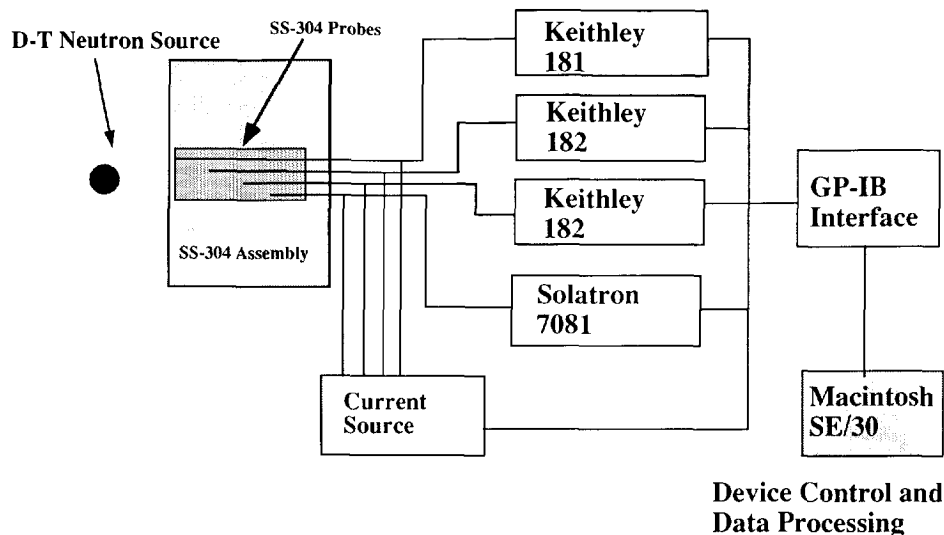 D-T Neutron Source
SS-304 Probes
SS-304 Assembly
Keithley
181
Keithley
182
Keithley
182
Solatron
7081
Current
Source
GP-IB
Interface
Macintosh
SE/30
Device Control and
Data Processing